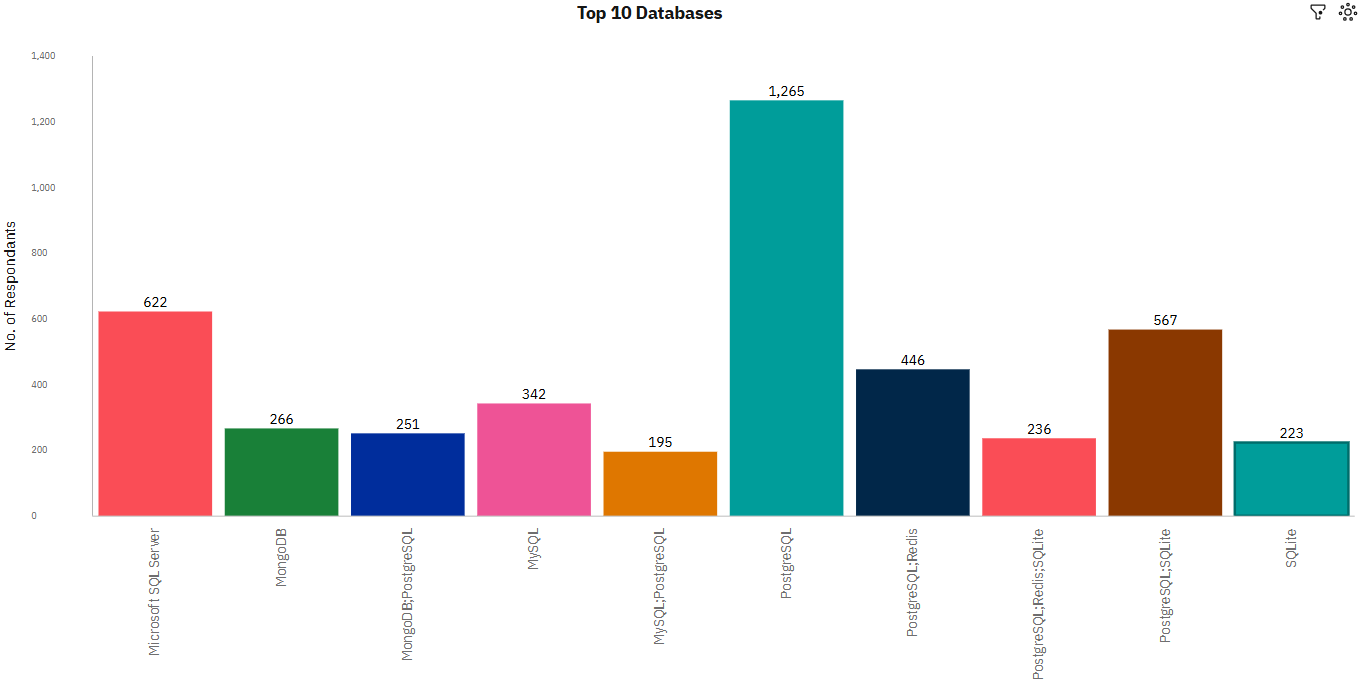 Top 10 Databases
No. of Respondants
1,400
1,200
1,000
800
600
400
200
0
622
266
251
342
195
1,265
446
236
567
223
Microsoft SQL Server
MongoDB
MongoDB;PostgreSQL
MySQL
MySQL;PostgreSQL
PostgreSQL
PostgreSQL;Redis
PostgreSQL;Redis;SQLite
PostgreSQL;SQLite
SQLite